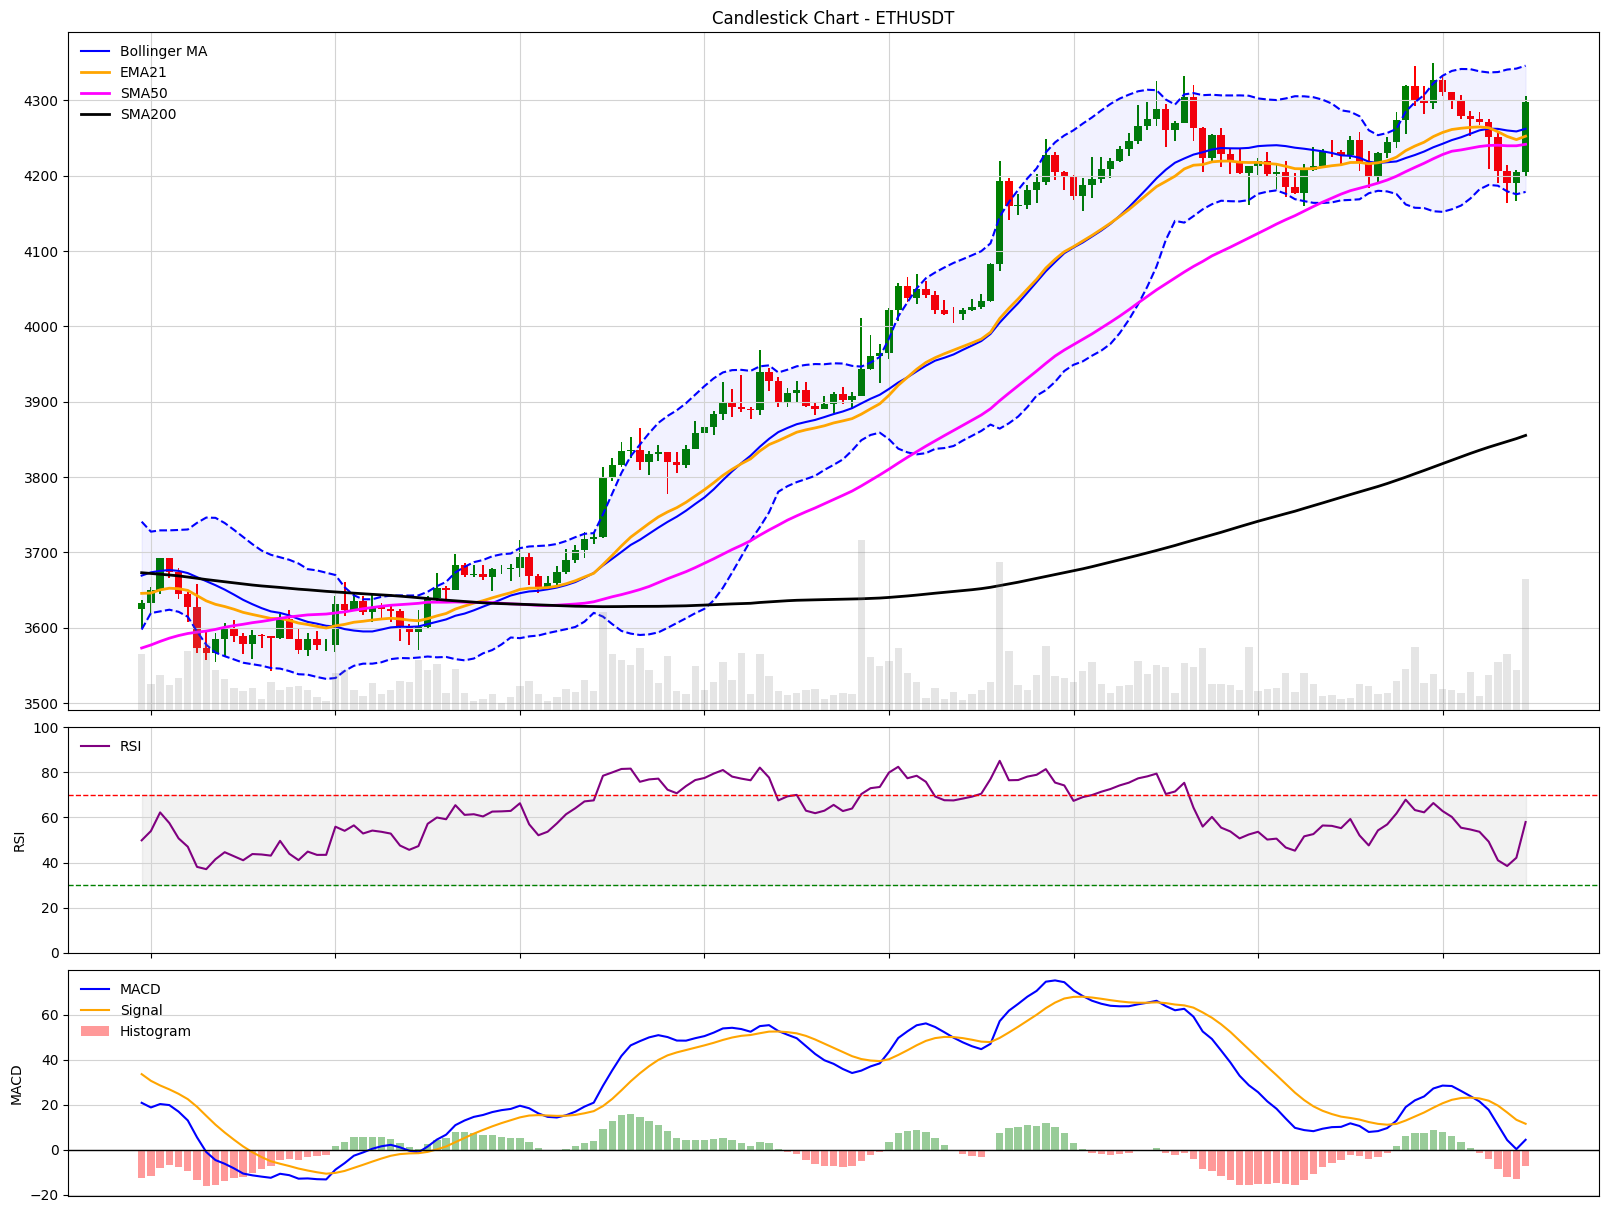 Candlestick Chart - ETHUSDT
Bollinger MA
EMA21
SMA50
SMA200
4300
4200
4100
4000
3900
3800
3700
3600
3500
RSI
100
80
60
40
20
0
RSI
MACD
Signal
Histogram
60
40
20
0
−20
MACD